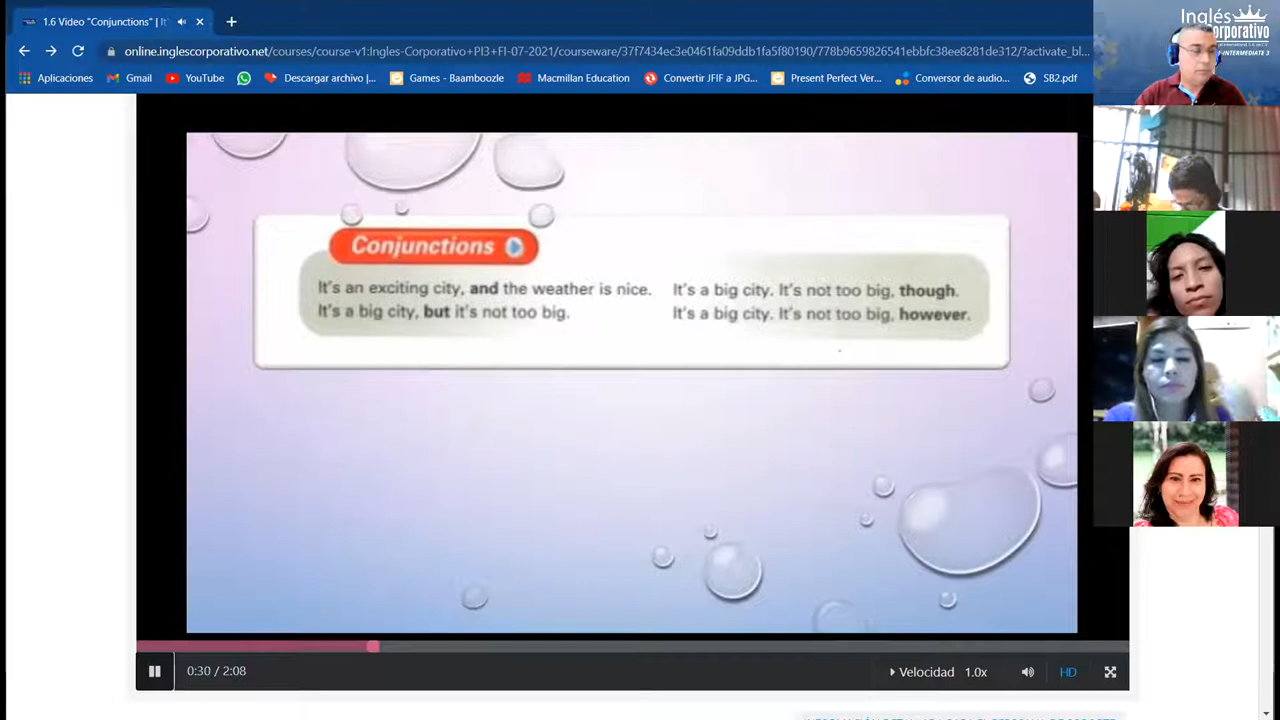 1.6 Video "Conjunctions" | It
online.inglescorporativo.net/courses/course-v1:Ingles-Corporativo+PI3+FI-07-2021/courseware/37f7434ec3e0461fa09ddb1fa5f80190/778b9659826541ebbfc38ee8281de312/?activate_bl...
Aplicaciones Gmail YouTube Descargar archivo |... Games - Baamboozle Macmillan Education Convertir JFIF a JPG... Present Perfect Ver... Conversor de audio... SB2.pdf
Inglés
orporativo
INTERMEDIATE 3
Conjunctions
It's an exciting city, and the weather is nice.
It's a big city, but it's not too big.
It's a big city. It's not too big, though.
It's a big city. It's not too big, however.
0:30 / 2:08 Velocidad 1.0x HD